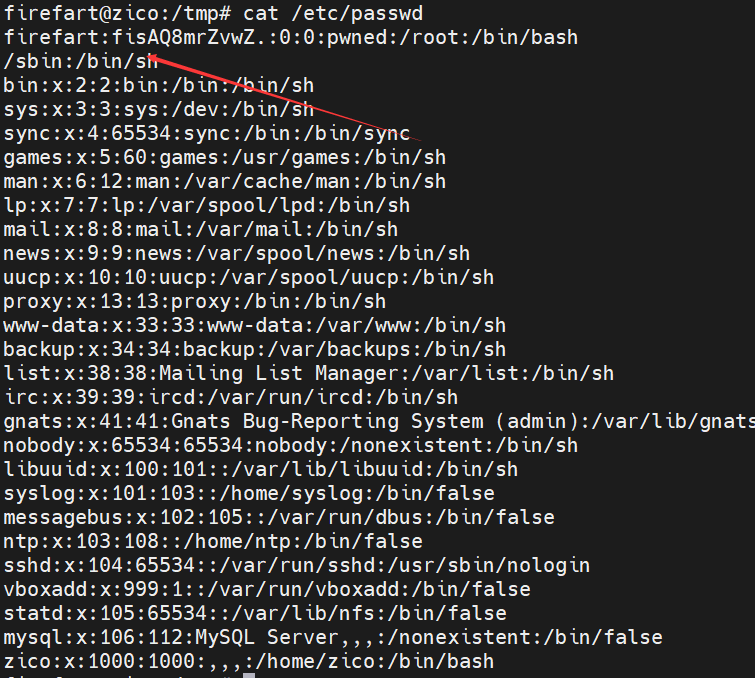 firefart@zico:/tmp# cat /etc/passwd
firefart:fisAQ8mrZvwZ.:0:0:pwned:/root:/bin/bash
/sbin:/bin/sh
bin:x:2:2:bin:/bin:/bin/sh
sys:x:3:3:sys:/dev:/bin/sh
sync:x:4:65534:sync:/bin:/bin/sync
games:x:5:60:games:/usr/games:/bin/sh
man:x:6:12:man:/var/cache/man:/bin/sh
lp:x:7:7:lp:/var/spool/lpd:/bin/sh
mail:x:8:8:mail:/var/mail:/bin/sh
news:x:9:9:news:/var/spool/news:/bin/sh
uucp:x:10:10:uucp:/var/spool/uucp:/bin/sh
proxy:x:13:13:proxy:/bin:/bin/sh
www-data:x:33:33:www-data:/var/www:/bin/sh
backup:x:34:34:backup:/var/backups:/bin/sh
list:x:38:38:Mailing List Manager:/var/list:/bin/sh
irc:x:39:39:ircd:/var/run/ircd:/bin/sh
gnats:x:41:41:Gnats Bug-Reporting System (admin):/var/lib/gnats
nobody:x:65534:65534:nobody:/nonexistent:/bin/sh
libuuid:x:100:101::/var/lib/libuuid:/bin/sh
syslog:x:101:103::/home/syslog:/bin/false
messagebus:x:102:105::/var/run/dbus:/bin/false
ntp:x:103:108::/home/ntp:/bin/false
sshd:x:104:65534::/var/run/sshd:/usr/sbin/nologin
vboxadd:x:999:1::/var/run/vboxadd:/bin/false
statd:x:105:65534::/var/lib/nfs:/bin/false
mysql:x:106:112:MySQL Server,,,:/nonexistent:/bin/false
zico:x:1000:1000:,,,:/home/zico:/bin/bash